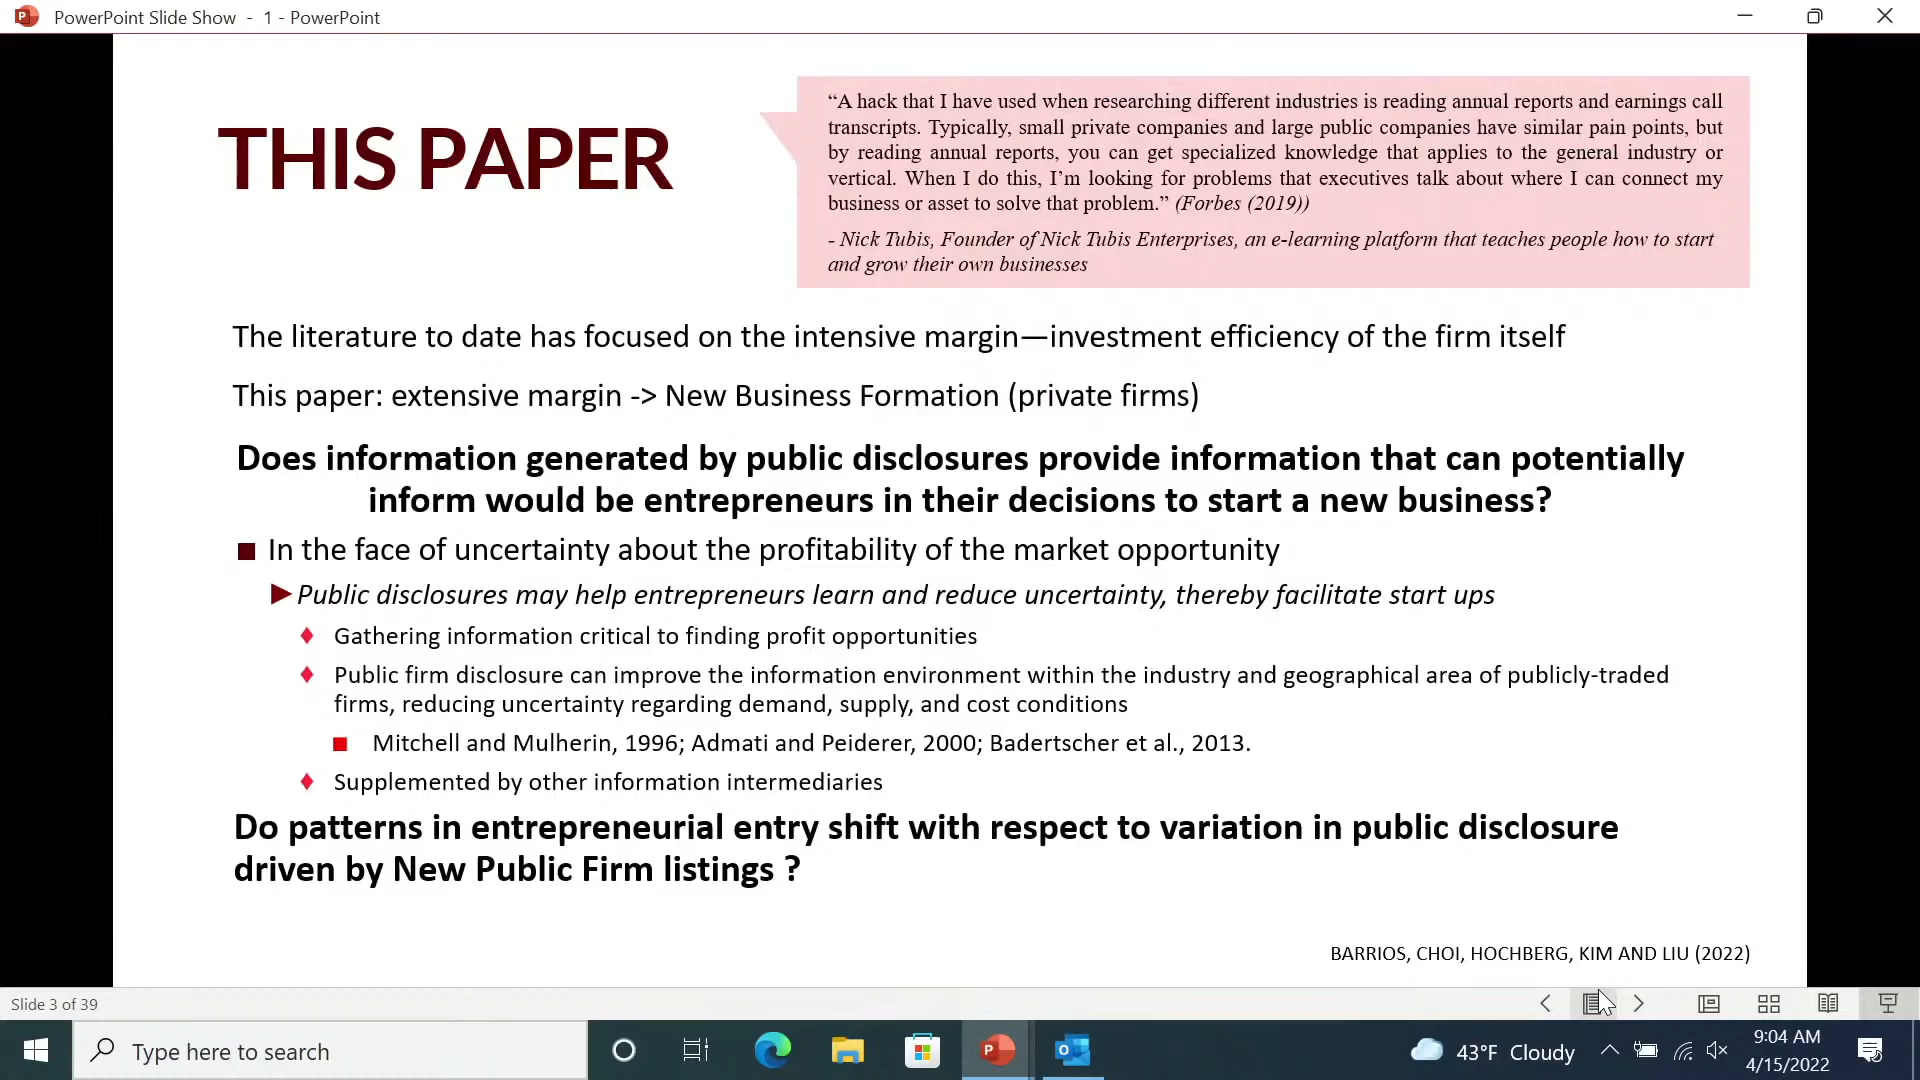 PowerPoint Slide Show - 1 - PowerPoint
THIS PAPER
“A hack that I have used when researching different industries is reading annual reports and earnings call
transcripts. Typically, small private companies and large public companies have similar pain points, but
by reading annual reports, you can get specialized knowledge that applies to the general industry or
vertical. When I do this, I’m looking for problems that executives talk about where I can connect my
business or asset to solve that problem.” (Forbes (2019))
- Nick Tubis, Founder of Nick Tubis Enterprises, an e-learning platform that teaches people how to start
and grow their own businesses
The literature to date has focused on the intensive margin—investment efficiency of the firm itself
This paper: extensive margin -> New Business Formation (private firms)
Does information generated by public disclosures provide information that can potentially
inform would be entrepreneurs in their decisions to start a new business?
In the face of uncertainty about the profitability of the market opportunity
Public disclosures may help entrepreneurs learn and reduce uncertainty, thereby facilitate start ups
Gathering information critical to finding profit opportunities
Public firm disclosure can improve the information environment within the industry and geographical area of publicly-traded
firms, reducing uncertainty regarding demand, supply, and cost conditions
Mitchell and Mulherin, 1996; Admati and Peiderer, 2000; Badertscher et al., 2013.
Supplemented by other information intermediaries
Do patterns in entrepreneurial entry shift with respect to variation in public disclosure
driven by New Public Firm listings ?
BARRIOS, CHOI, HOCHBERG, KIM AND LIU (2022)
Slide 3 of 39
Type here to search
43°F Cloudy
9:04 AM
4/15/2022